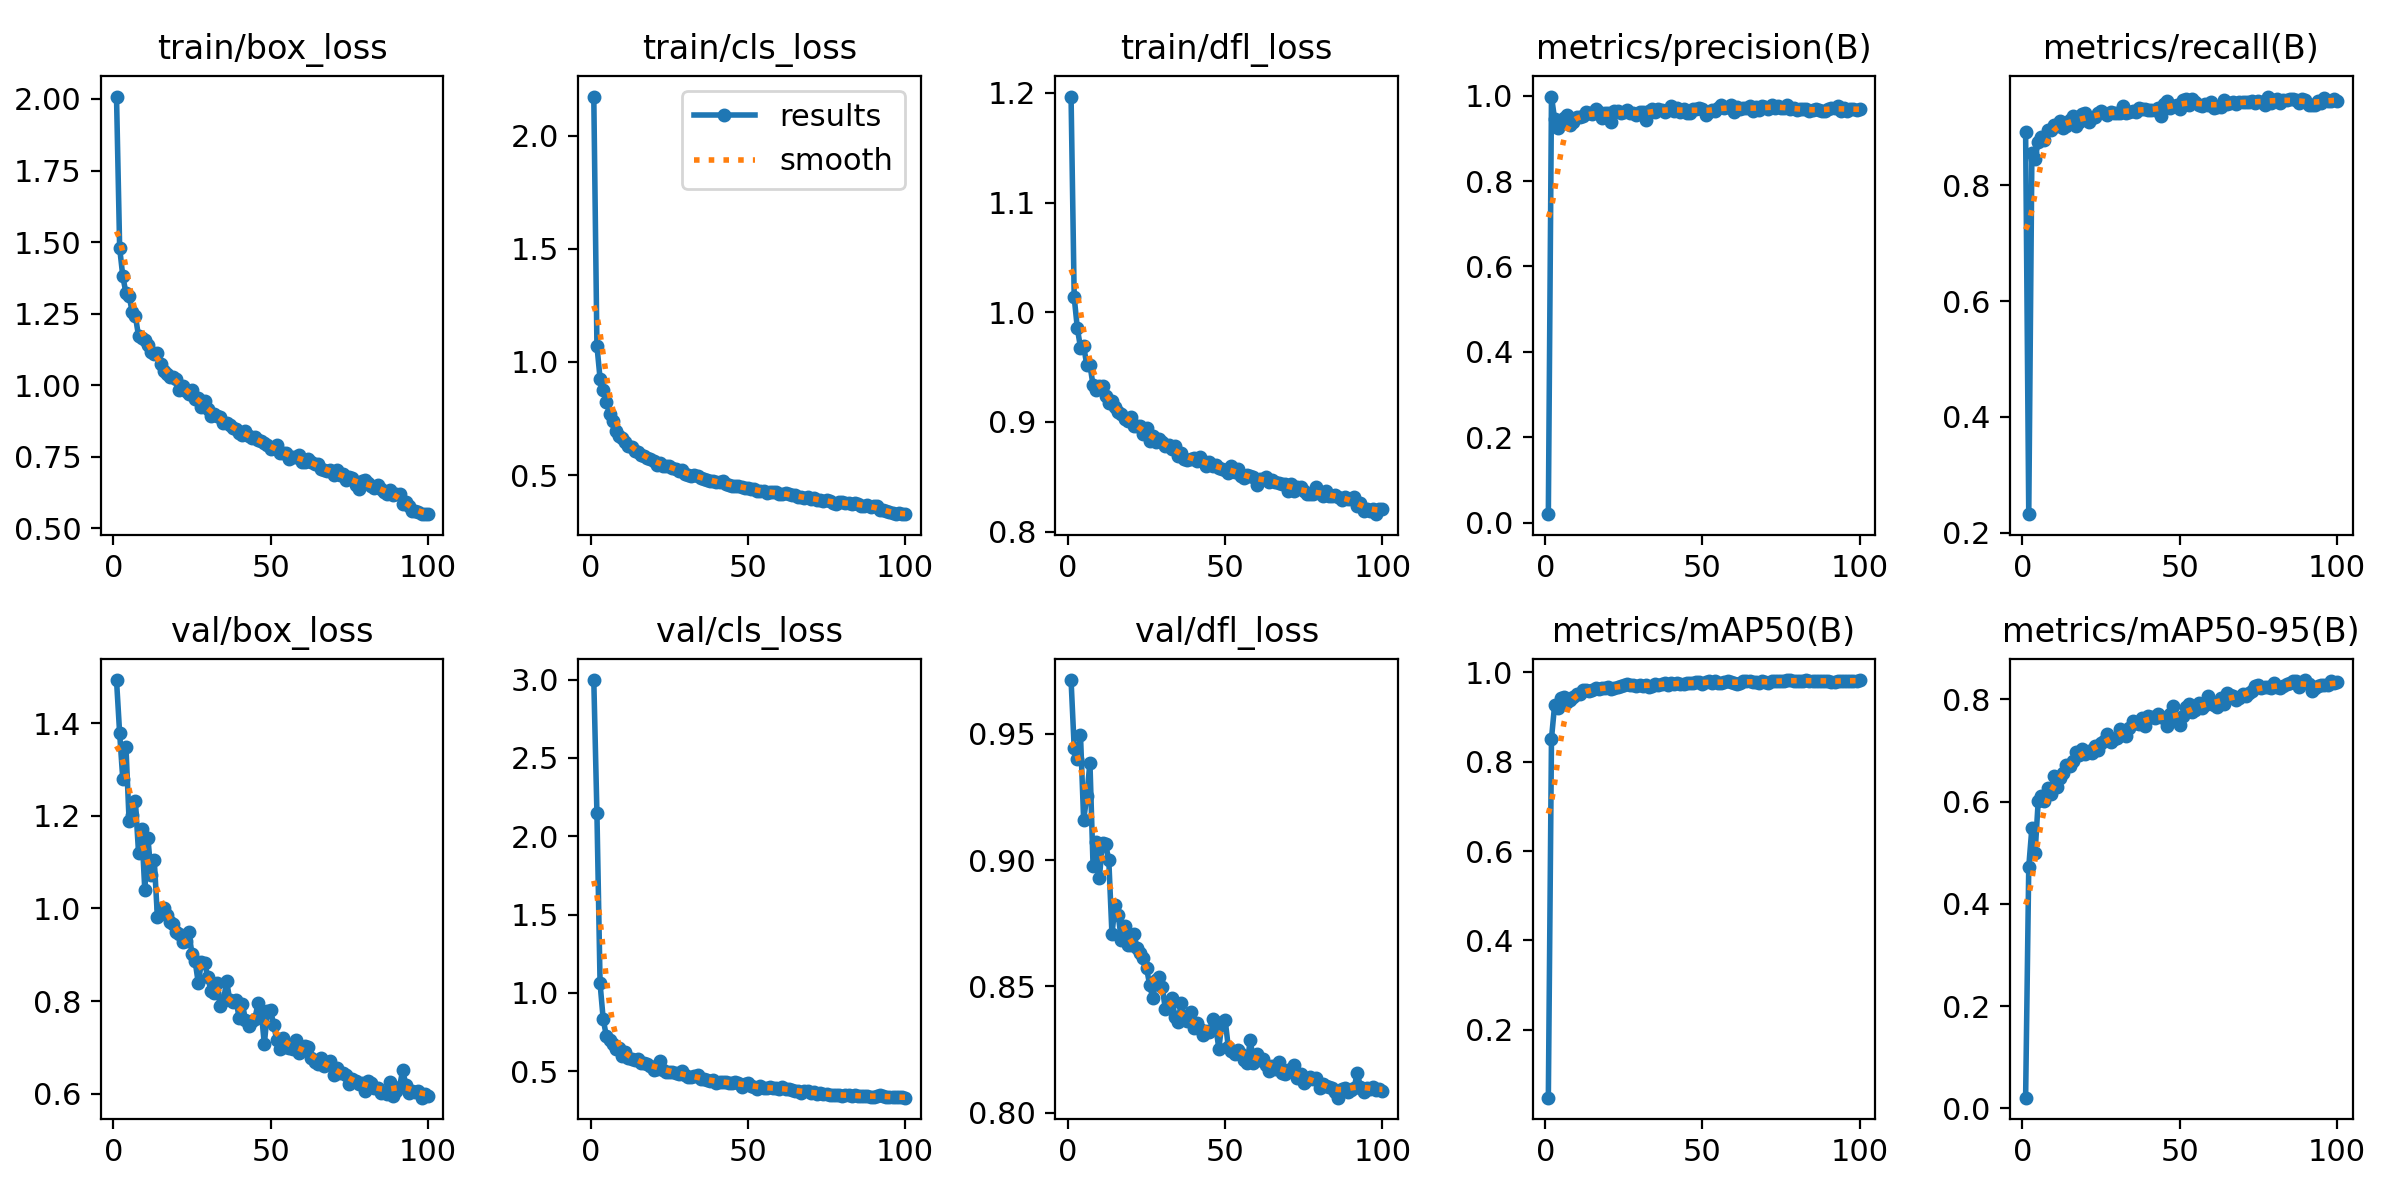 train/box_loss
2.00
1.75
1.50
1.25
1.00
0.75
0.50
0 50 100
train/cls_loss
results
smooth
2.0
1.5
1.0
0.5
0 50 100
train/dfl_loss
1.2
1.1
1.0
0.9
0.8
0 50 100
metrics/precision(B)
1.0
0.8
0.6
0.4
0.2
0.0
0 50 100
metrics/recall(B)
0.8
0.6
0.4
0.2
0 50 100
val/box_loss
1.4
1.2
1.0
0.8
0.6
0 50 100
val/cls_loss
3.0
2.5
2.0
1.5
1.0
0.5
0 50 100
val/dfl_loss
0.95
0.90
0.85
0.80
0 50 100
metrics/mAP50(B)
1.0
0.8
0.6
0.4
0.2
0 50 100
metrics/mAP50-95(B)
0.8
0.6
0.4
0.2
0.0
0 50 100